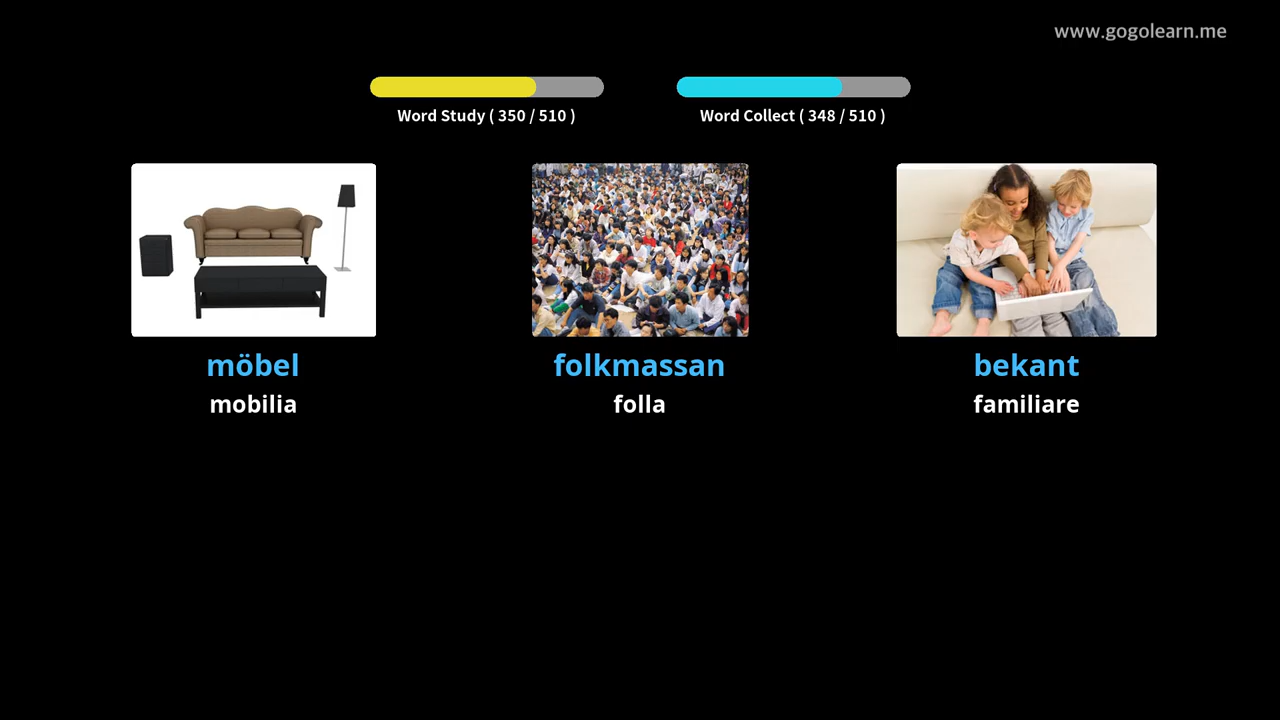 www.gogolearn.me
Word Study ( 350 / 510 )
Word Collect ( 348 / 510 )
möbel
mobilia
folkmassan
folla
bekant
familiare